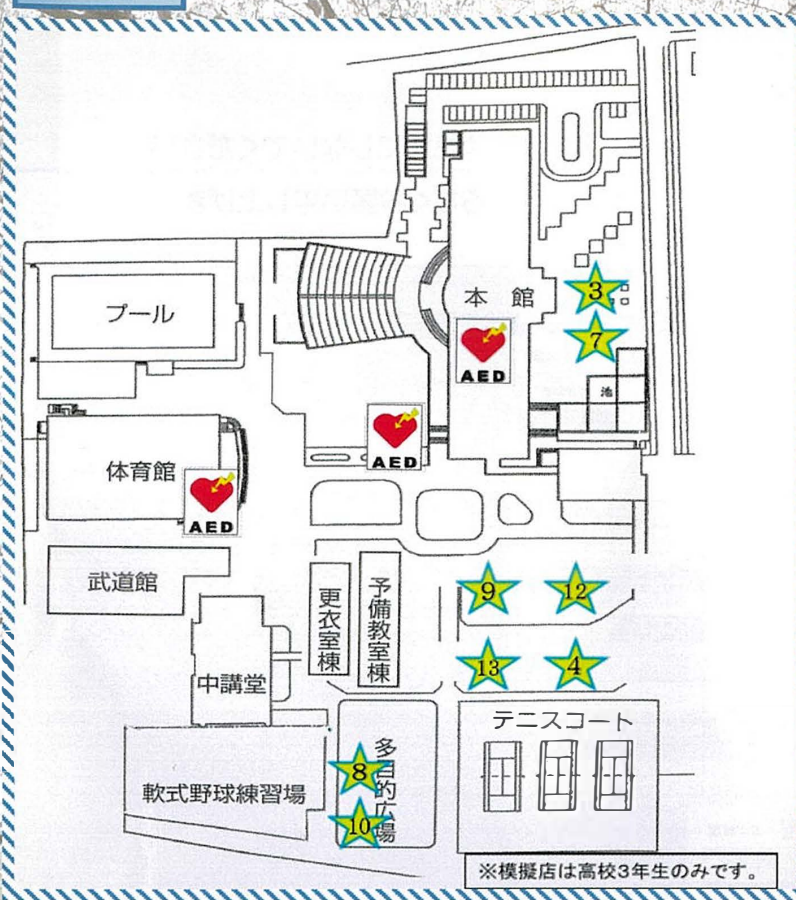 本 館
3
7
プール
AED
池
AED
体育館
AED
武道館
更衣室棟
予備教室棟
9
12
13
4
中講堂
テニスコート
多目的広場
8
10
軟式野球練習場
※模擬店は高校3年生のみです。